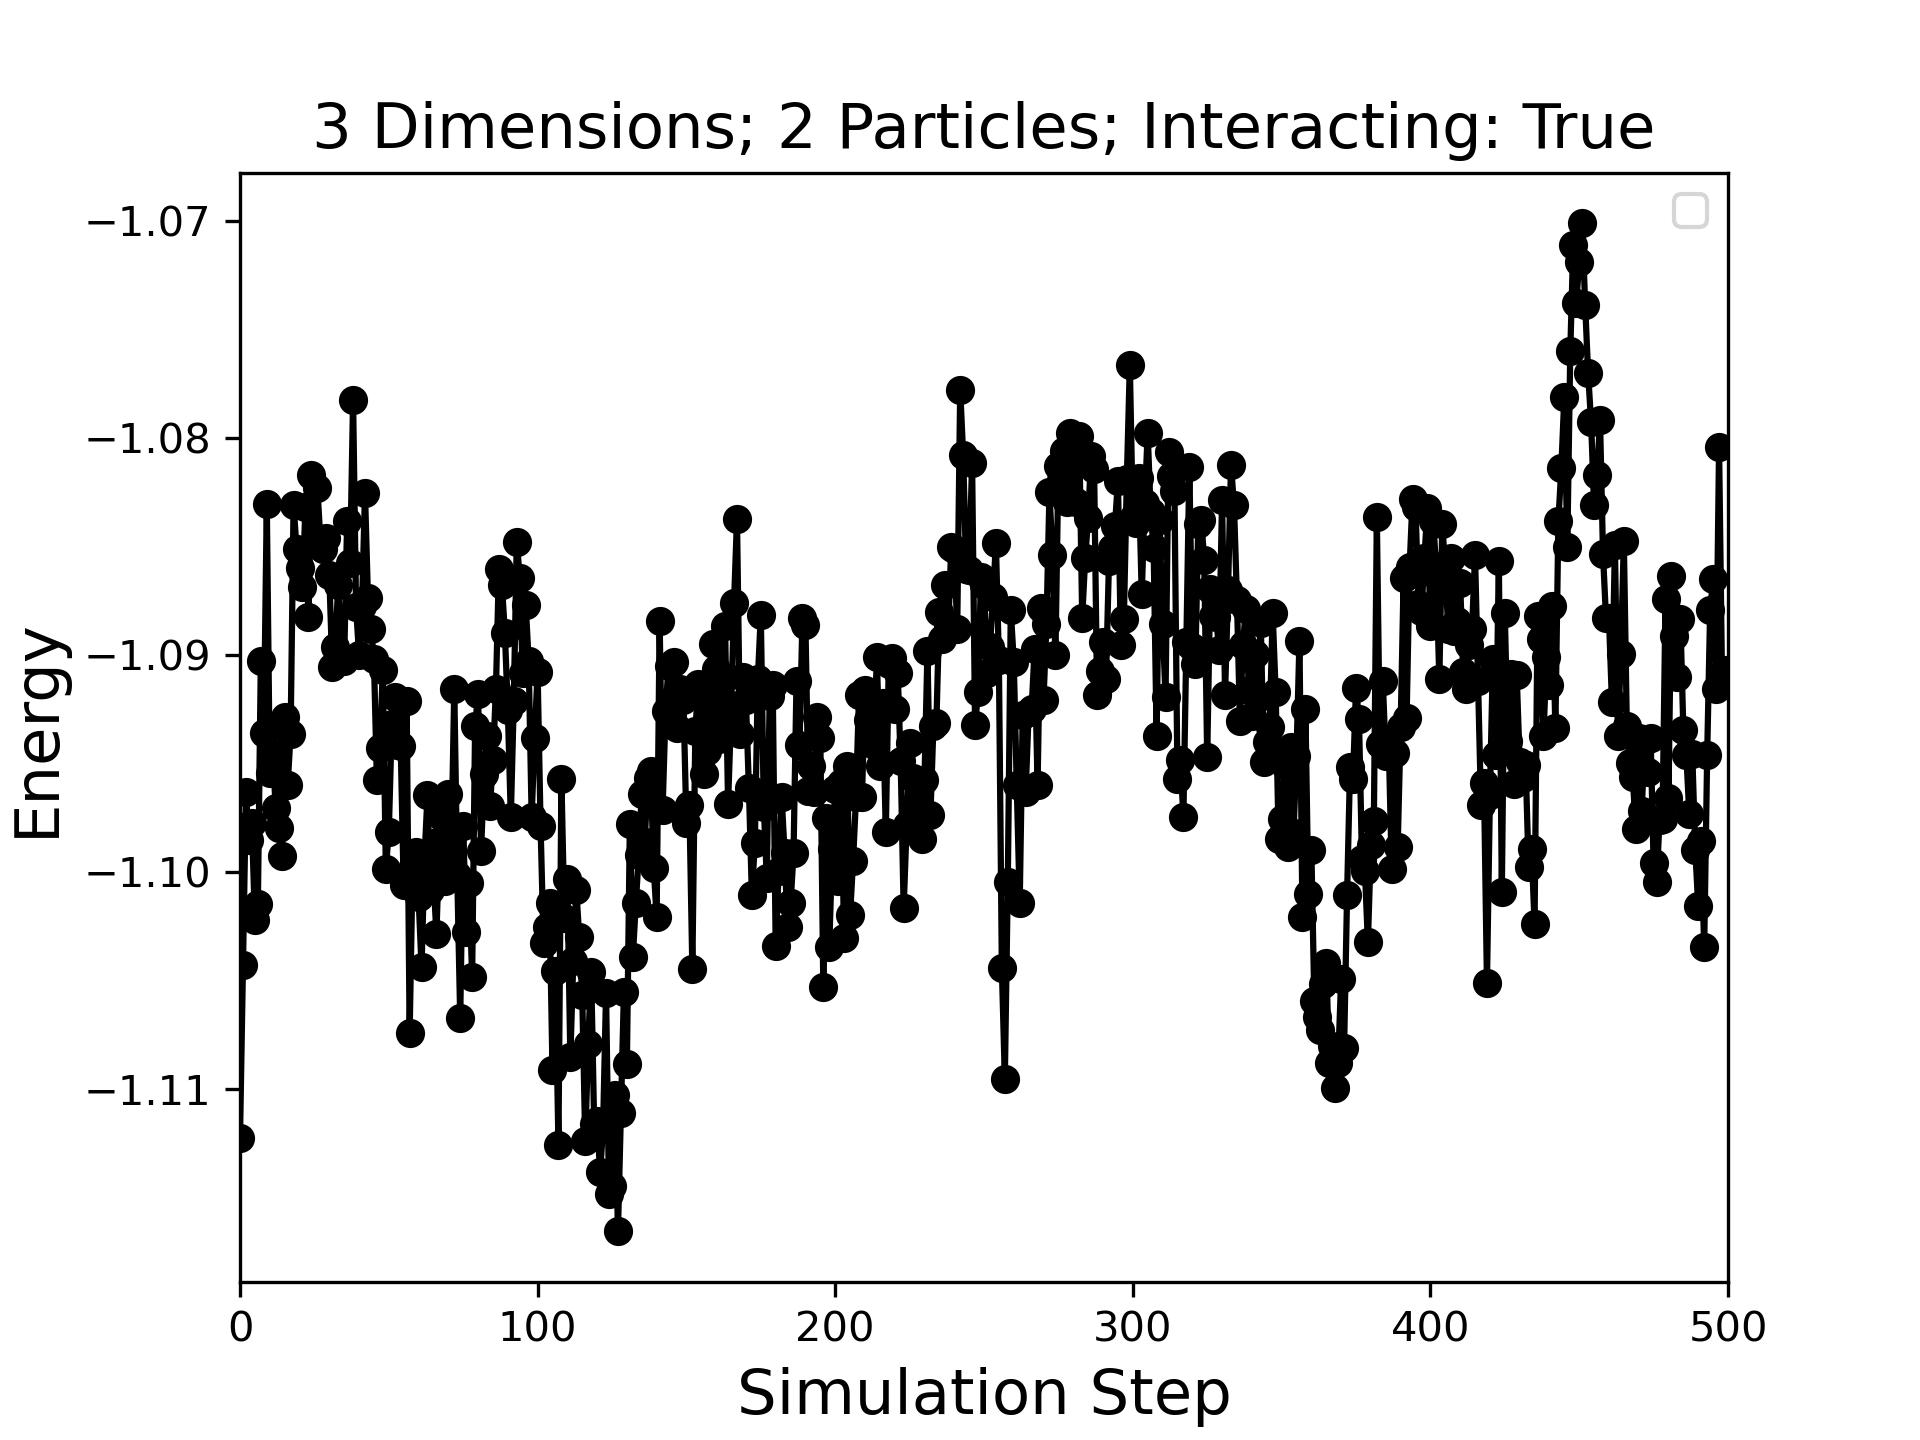 3 Dimensions; 2 Particles; Interacting: True
−1.07
−1.08
−1.09
−1.10
−1.11
Energy
0 100 200 300 400 500
Simulation Step